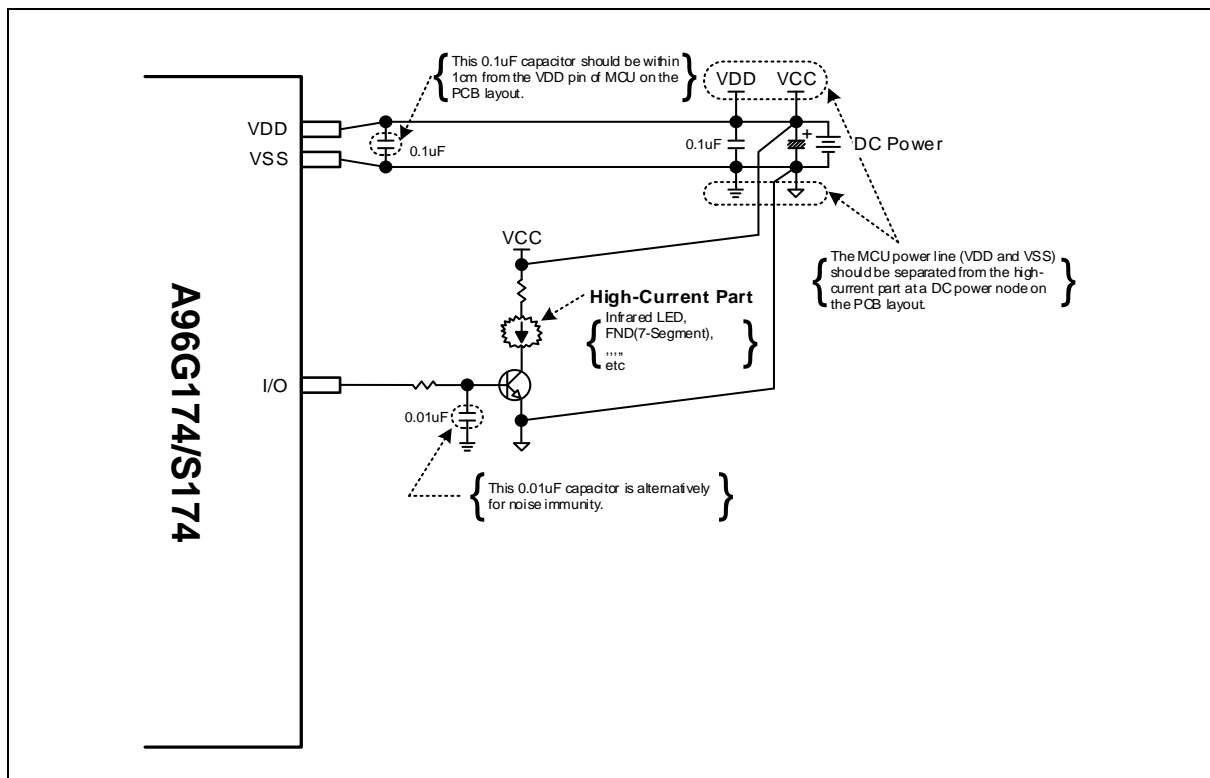 This 0.1uF capacitor should be within
1cm from the VDD pin of MCU on the
PCB layout.
VDD
VCC
VDD
VSS
0.1uF
0.1uF
+
DC Power
VCC
The MCU power line (VDD and VSS)
should be separated from the high-
current part at a DC power node on
the PCB layout.
High-Current Part
Infrared LED,
FND(7-Segment),
,,,,,
etc
A96G174/S174
I/O
0.01uF
This 0.01uF capacitor is alternatively
for noise immunity.